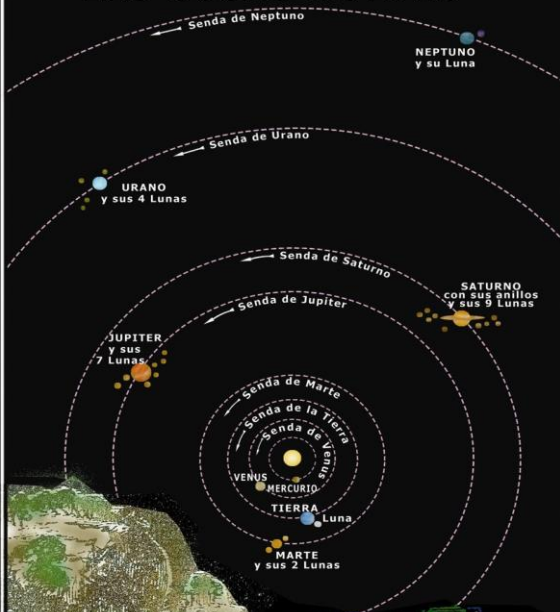 Senda de Neptuno
NEPTUNO
y su Luna
Senda de Urano
URANO
y sus 4 Lunas
Senda de Saturno
SATURNO
con sus anillos
y sus 9 Lunas
Senda de Jupiter
JUPITER
y sus
7 Lunas
Senda de Marte
Senda de la Tierra
Senda de Venus
VENUS
MERCURIO
TIERRA
Luna
MARTE
y sus 2 Lunas